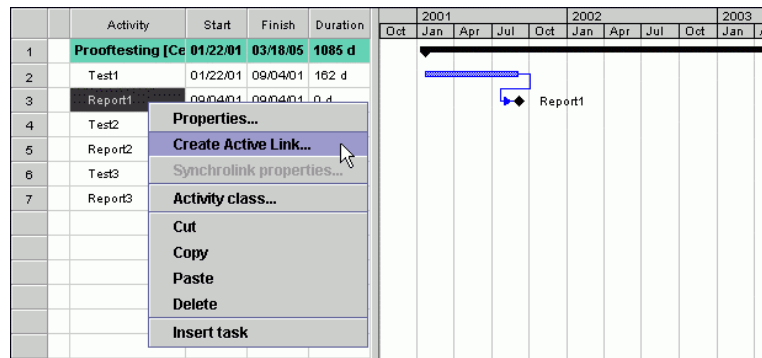 2001 2002 2003
Activity Start Finish Duration Oct Jan Apr Jul Oct Jan Apr Jul Oct Jan
1 Prooftesting [Ce 01/22/01 03/18/05 1085 d
2 Test1 01/22/01 09/04/01 162 d
3 Report1 09/04/01 09/04/01 0 d Report1
4 Test2
5 Report2
6 Test3
7 Report3
Properties...
Create Active Link...
Synchrolink properties...
Activity class...
Cut
Copy
Paste
Delete
Insert task